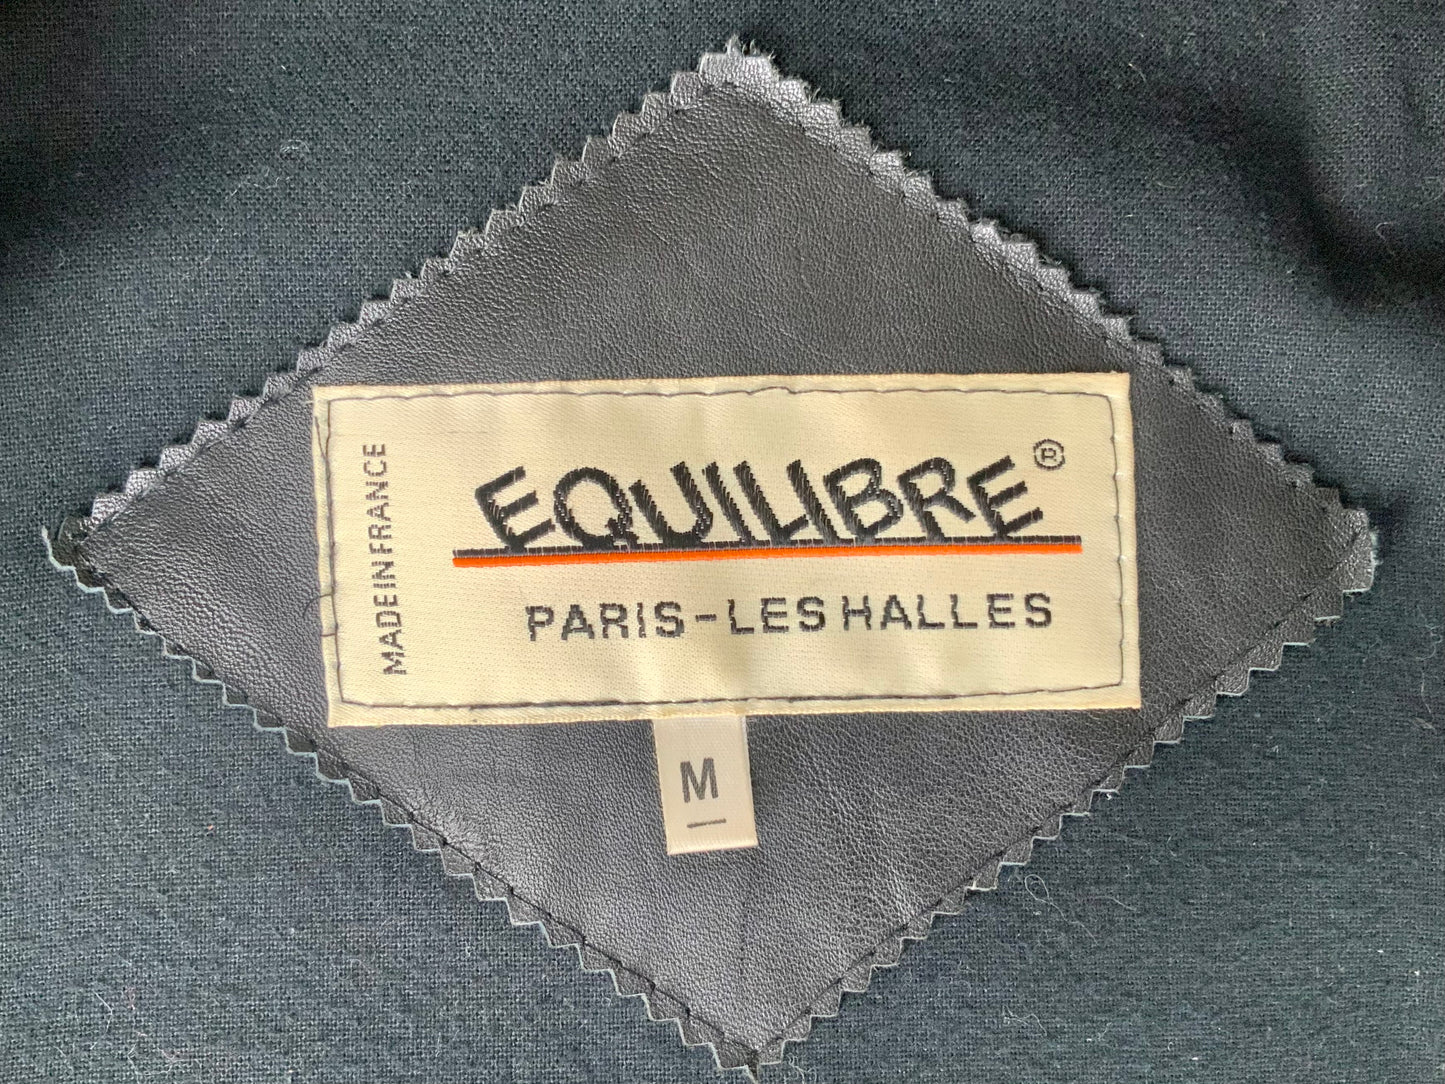 MADE IN FRANCE
EQUILIBRE ®
PARIS-LES HALLES
M